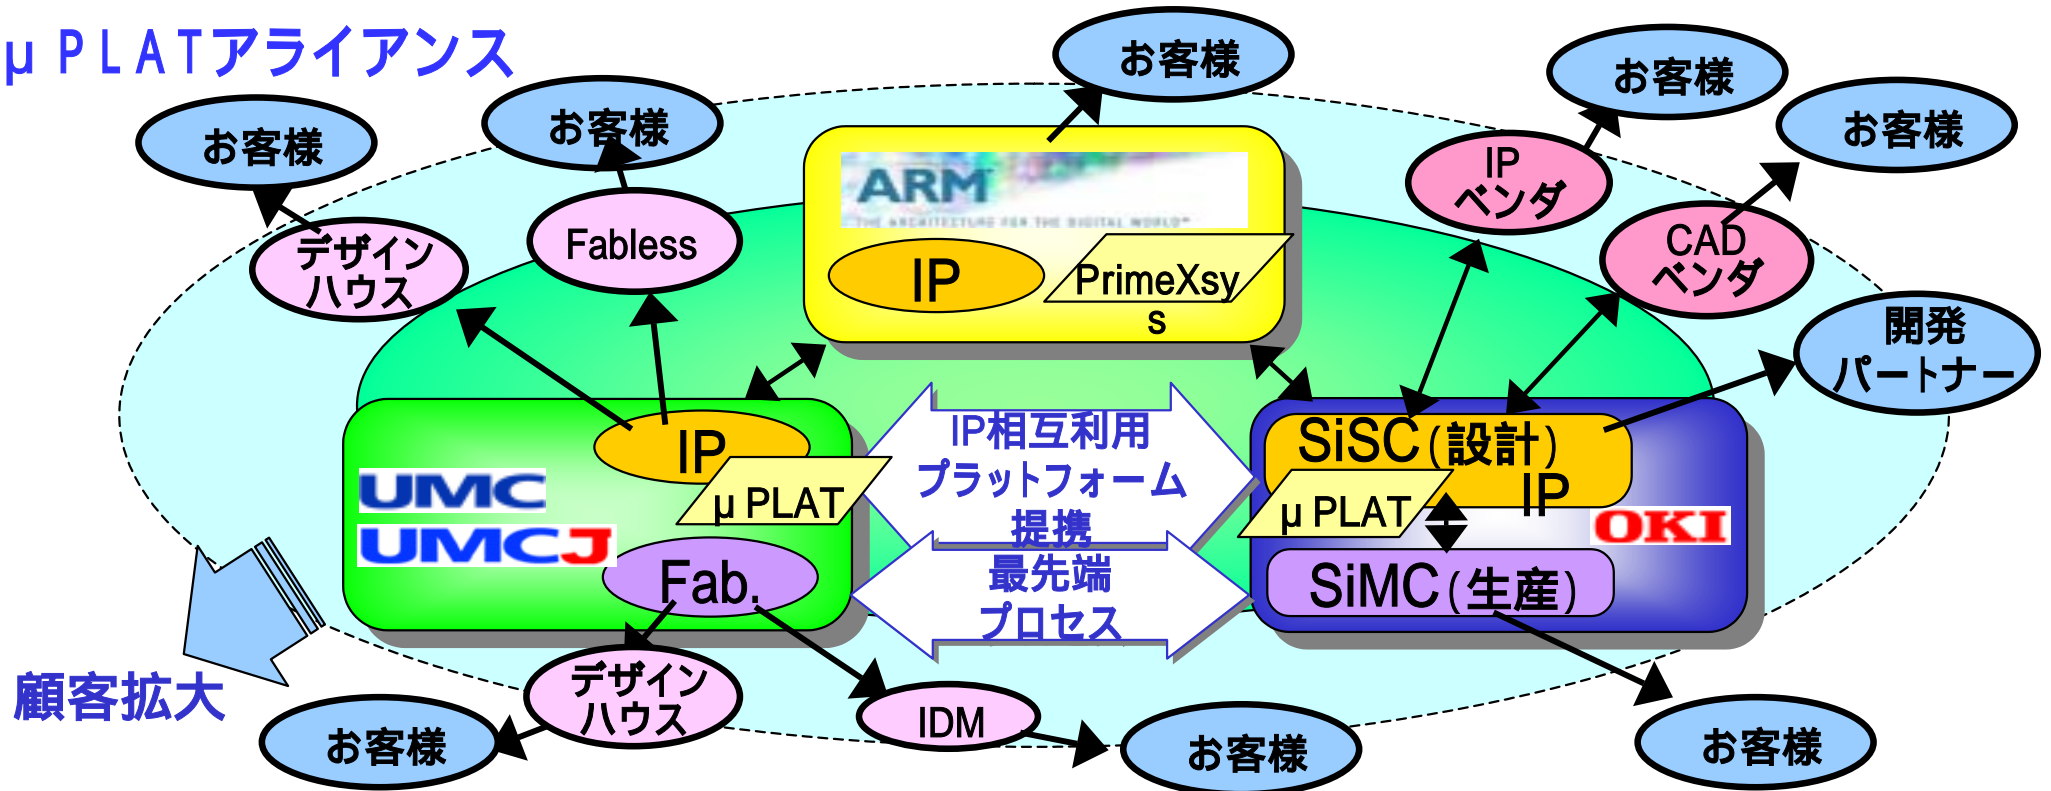 μPLATアライアンス
お客様
お客様
お客様
お客様
お客様
デザイン
ハウス
Fabless
ARM
THE ARCHITECTURE FOR THE DIGITAL WORLD™
IP
PrimeXsy
s
IP
ベンダ
CAD
ベンダ
開発
パートナー
IP
μPLAT
UMC
UMCJ
Fab.
IP相互利用
プラットフォーム
提携
最先端
プロセス
SiSC(設計)
IP
μPLAT
OKI
SiMC(生産)
顧客拡大
デザイン
ハウス
IDM
お客様
お客様
お客様